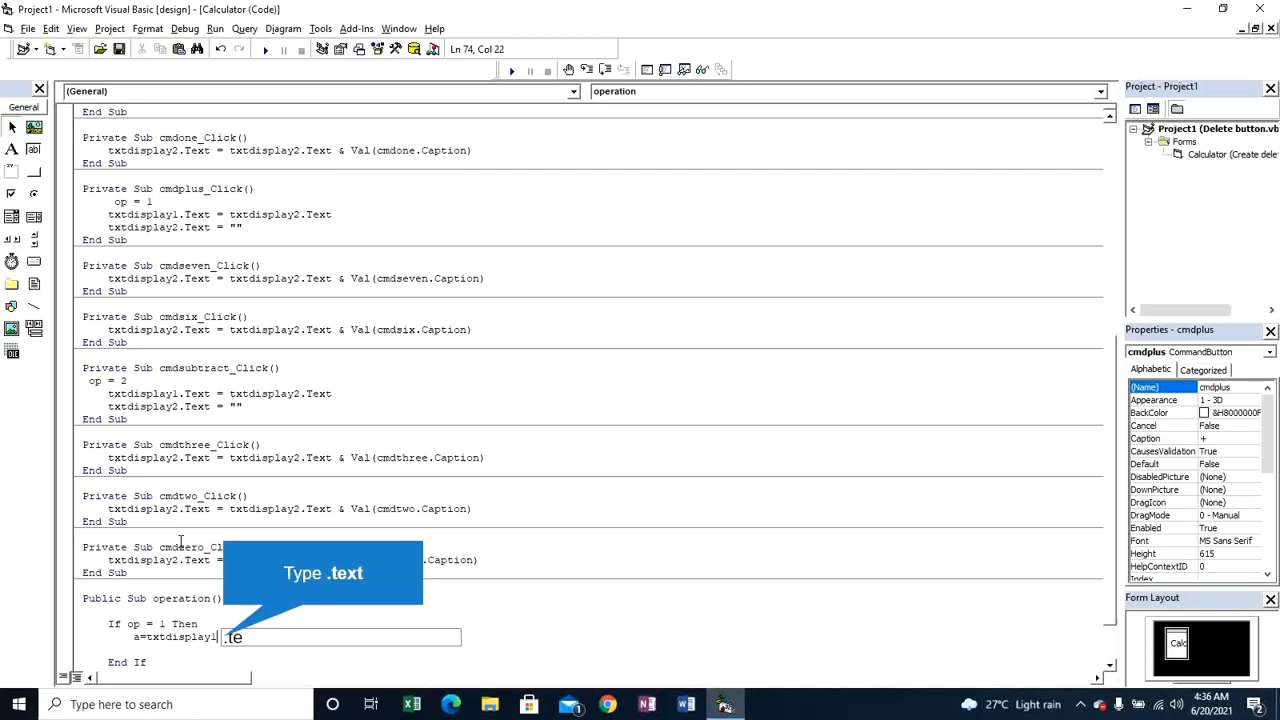 Project1 - Microsoft Visual Basic [design] - [Calculator (Code)]
File Edit View Project Format Debug Run Query Diagram Tools Add-Ins Window Help
Ln 74, Col 22
General
(General)
operation
End Sub
Private Sub cmdone_Click()
txtdisplay2.Text = txtdisplay2.Text & Val(cmdone.Caption)
End Sub
Private Sub cmdplus_Click()
op = 1
txtdisplay1.Text = txtdisplay2.Text
txtdisplay2.Text = ""
End Sub
Private Sub cmdseven_Click()
txtdisplay2.Text = txtdisplay2.Text & Val(cmdseven.Caption)
End Sub
Private Sub cmdsix_Click()
txtdisplay2.Text = txtdisplay2.Text & Val(cmdsix.Caption)
End Sub
Private Sub cmdsubtract_Click()
op = 2
txtdisplay1.Text = txtdisplay2.Text
txtdisplay2.Text = ""
End Sub
Private Sub cmdthree_Click()
txtdisplay2.Text = txtdisplay2.Text & Val(cmdthree.Caption)
End Sub
Private Sub cmdtwo_Click()
txtdisplay2.Text = txtdisplay2.Text & Val(cmdtwo.Caption)
End Sub
Private Sub cmdzero_Cl
txtdisplay2.Text = .Caption)
End Sub
Type .text
Public Sub operation()
If op = 1 Then
a=txtdisplay1 .te
End If
Project - Project1
Project1 (Delete button.vb
Forms
Calculator (Create dele
Properties - cmdplus
cmdplus CommandButton
Alphabetic Categorized
(Name) cmdplus
Appearance 1 - 3D
BackColor &H8000000F
Cancel False
Caption +
CausesValidation True
Default False
DisabledPicture (None)
DownPicture (None)
DragIcon (None)
DragMode 0 - Manual
Enabled True
Font MS Sans Serif
Height 615
HelpContextID 0
Index
Form Layout
Calc
Type here to search
27°C Light rain
4:36 AM
6/20/2021